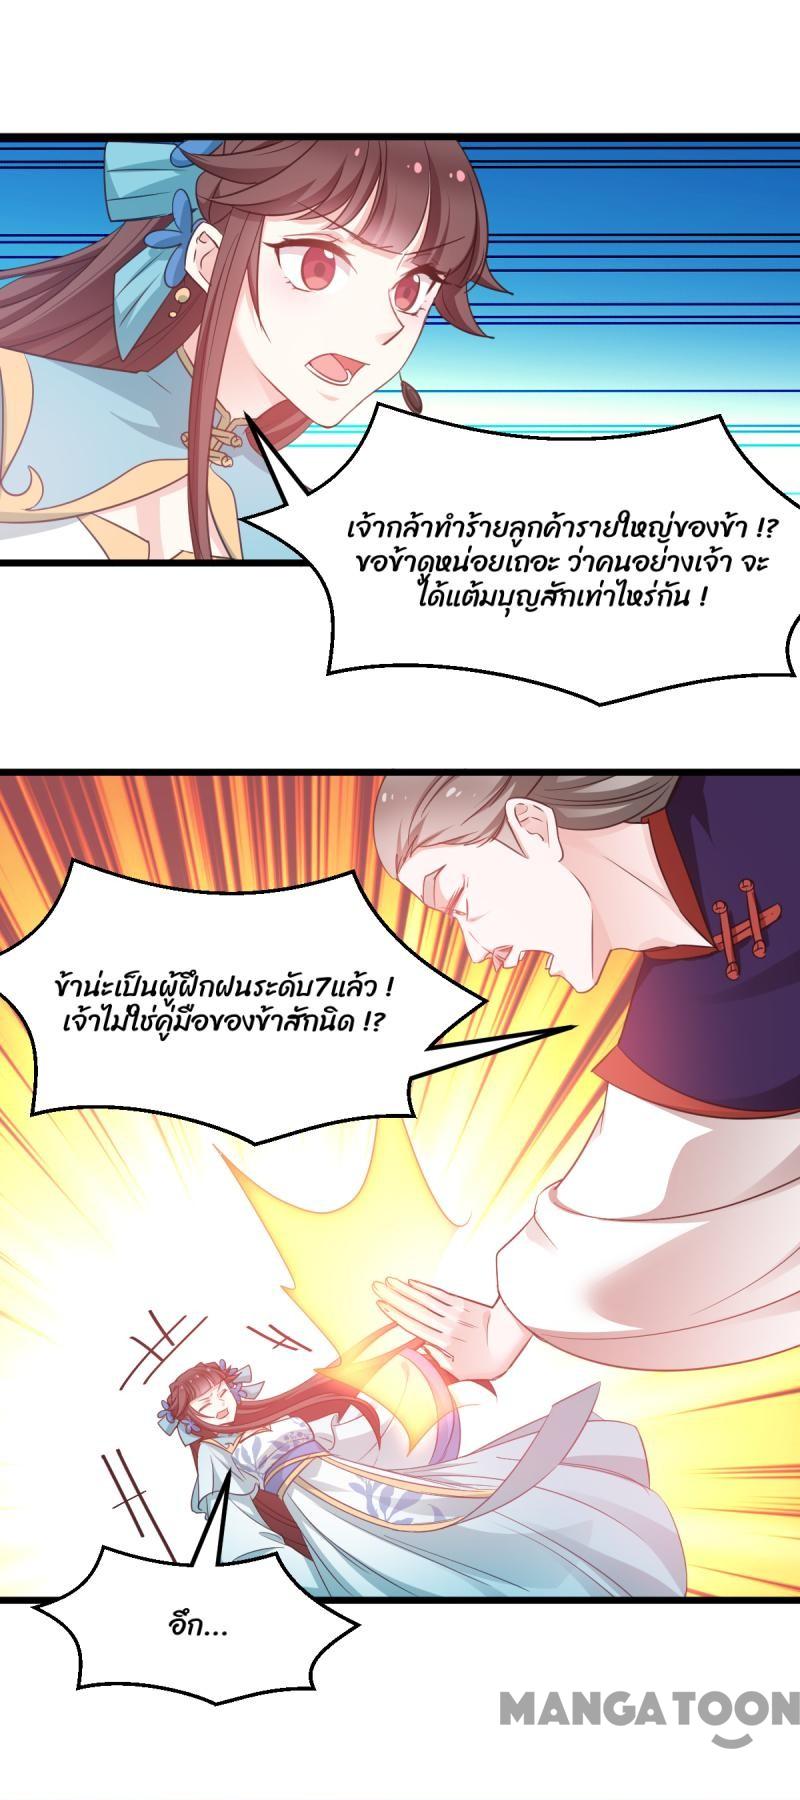 เจ้ากล้าทำร้ายลูกค้ารายใหญ่ของข้า !?
ขอข้าดูหน่อยเถอะ ว่าคนอย่างเจ้า จะ
ได้แต้มบุญสักเท่าไหร่กัน !
ข้าน่ะเป็นผู้ฝึกฝนระดับ7แล้ว !
เจ้าไม่ใช่คู่มือของข้าสักนิด !?
อึก...
MANGATOON